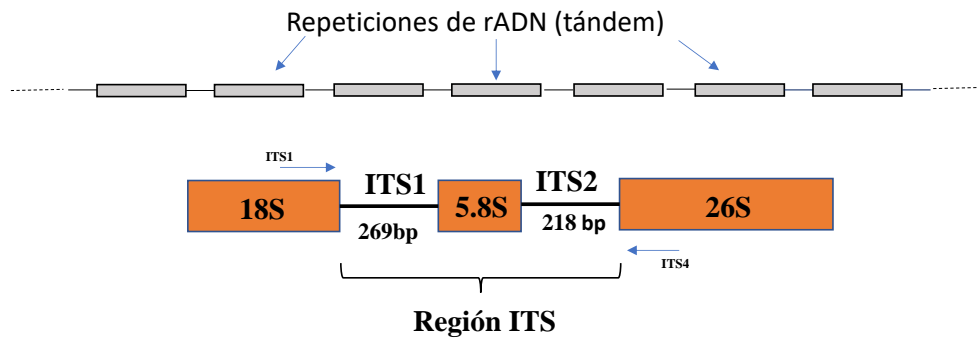 Repeticiones de rADN (tándem)
ITS1
ITS1
ITS2
18S
5.8S
26S
269bp
218 bp
ITS4
Región ITS